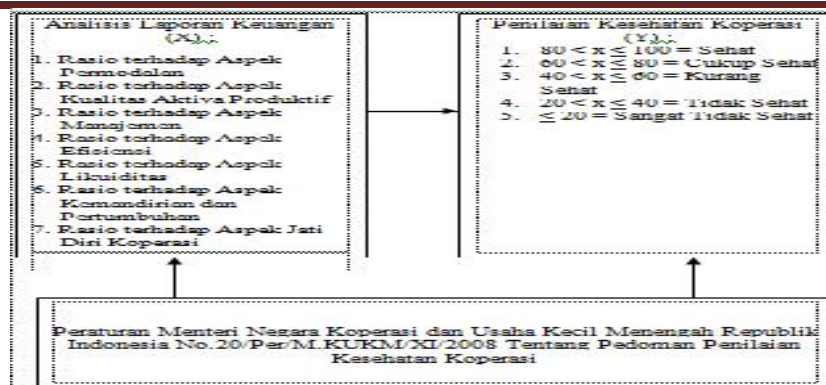 Analisis Laporan Keuangan
(X) :
1. Rasio terhadap Aspek
Permodalan
2. Rasio terhadap Aspek
Kualitas Aktiva Produktif
3. Rasio terhadap Aspek
Manajemen
4. Rasio terhadap Aspek
Efisiensi
5. Rasio terhadap Aspek
Likuiditas
6. Rasio terhadap Aspek
Kemandirian dan
Pertumbuhan
7. Rasio terhadap Aspek Jati
Diri Koperasi
Penilaian Kesehatan Koperasi
(Y) :
1. 80 < x ≤ 100 = Sehat
2. 60 < x ≤ 80 = Cukup Sehat
3. 40 < x ≤ 60 = Kurang
Sehat
4. 20 < x ≤ 40 = Tidak Sehat
5. ≤ 20 = Sangat Tidak Sehat
Peraturan Menteri Negara Koperasi dan Usaha Kecil Menengah Republik
Indonesia No.20/Per/M.KUKM/XI/2008 Tentang Pedoman Penilaian
Kesehatan Koperasi